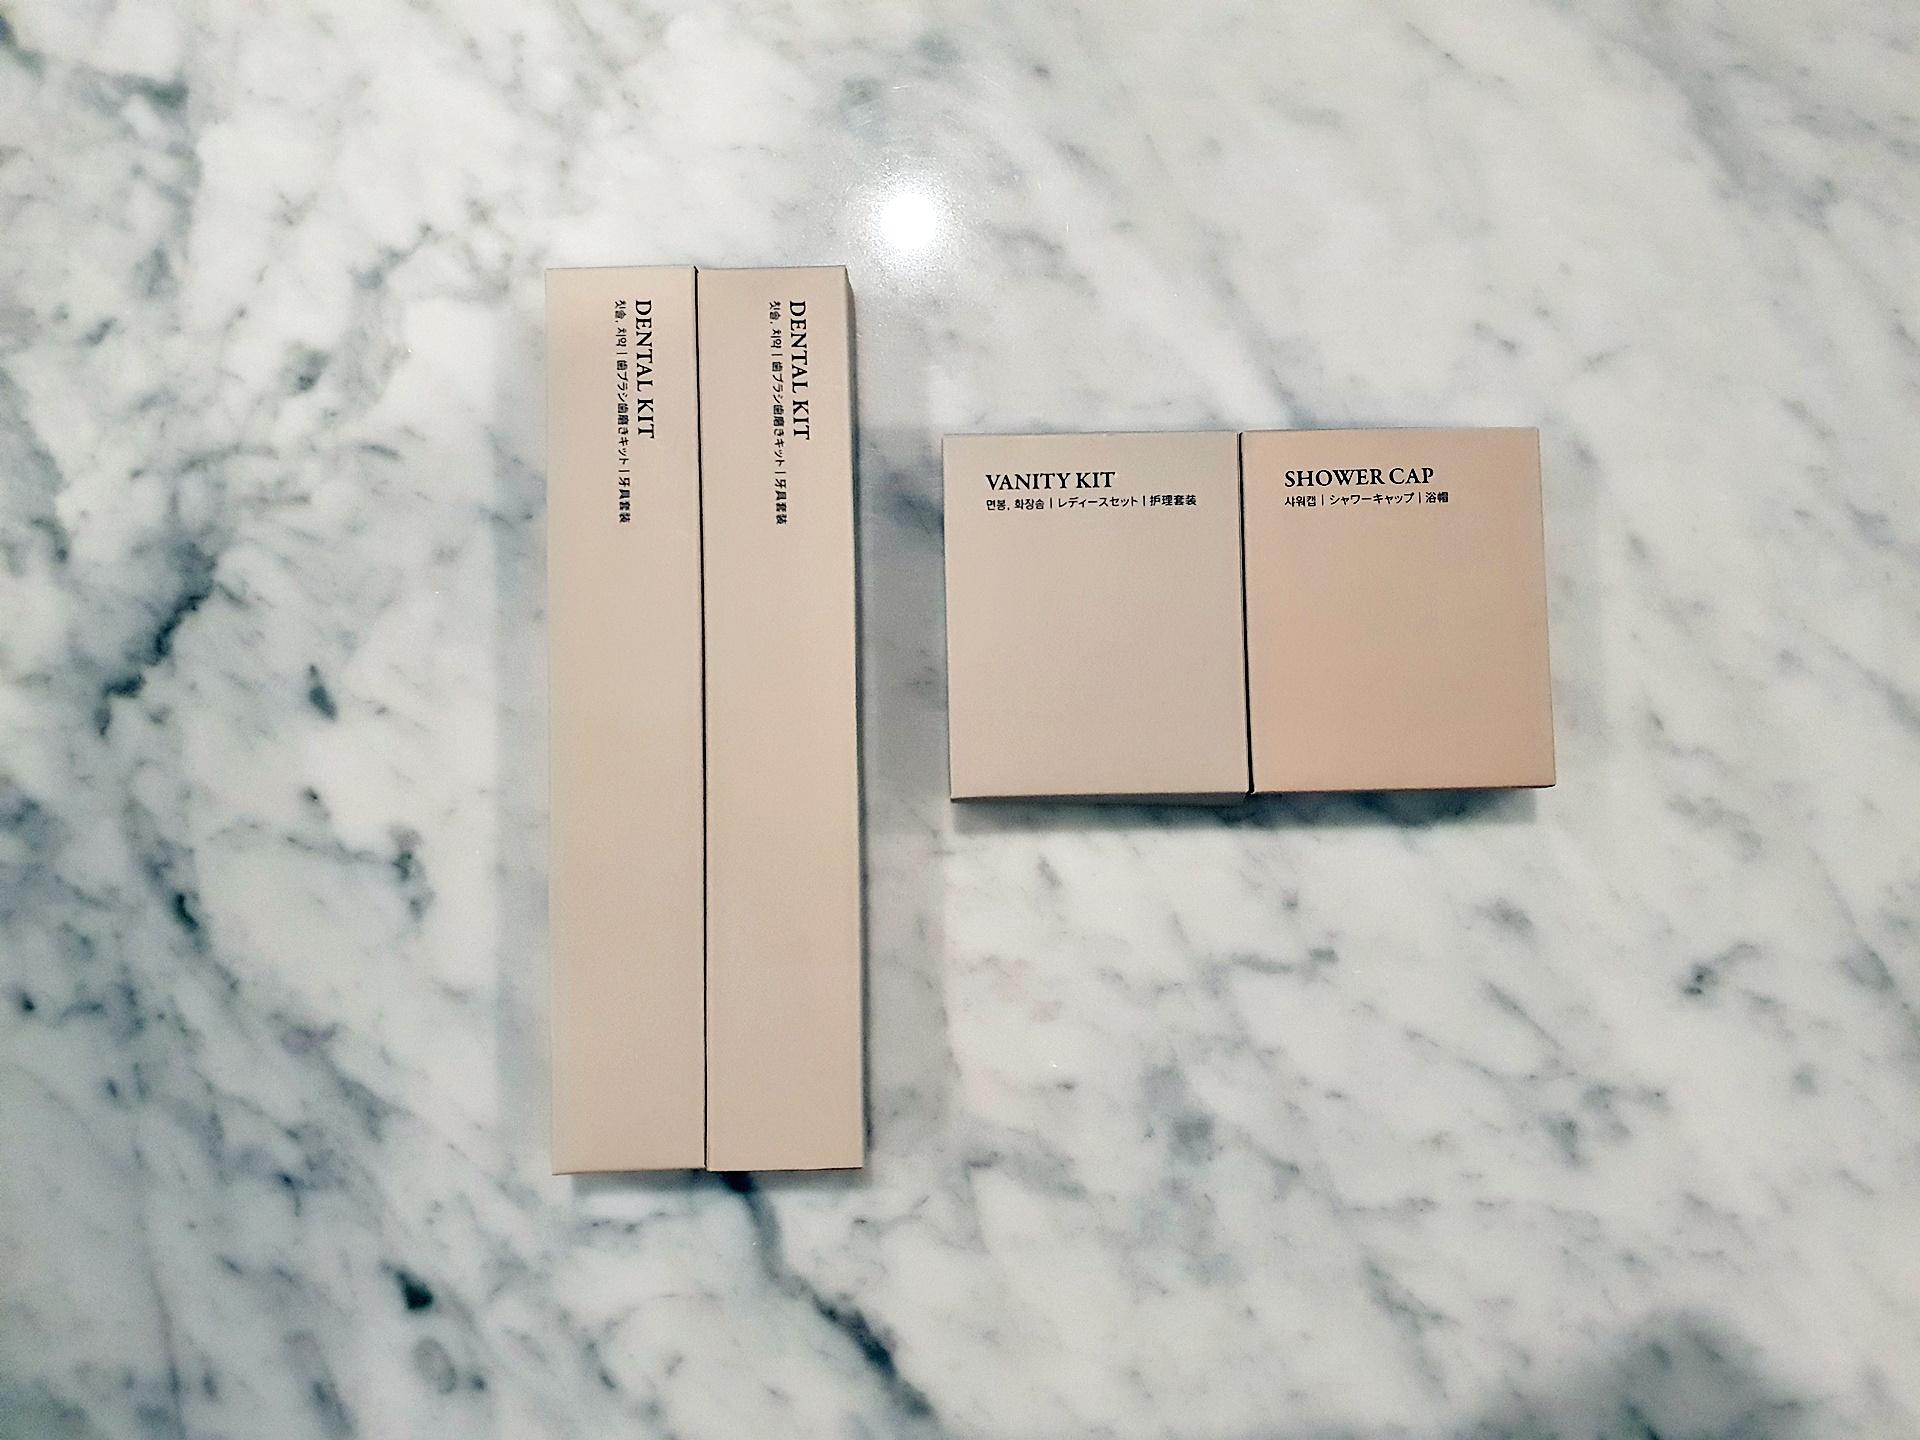 DENTAL KIT
칫솔, 치약 | 歯ブラシ歯磨きキット | 牙具套装
DENTAL KIT
칫솔, 치약 | 歯ブラシ歯磨きキット | 牙具套装
VANITY KIT
면봉, 화장솜 | レディースセット | 护理套装
SHOWER CAP
샤워캡 | シャワーキャップ | 浴帽